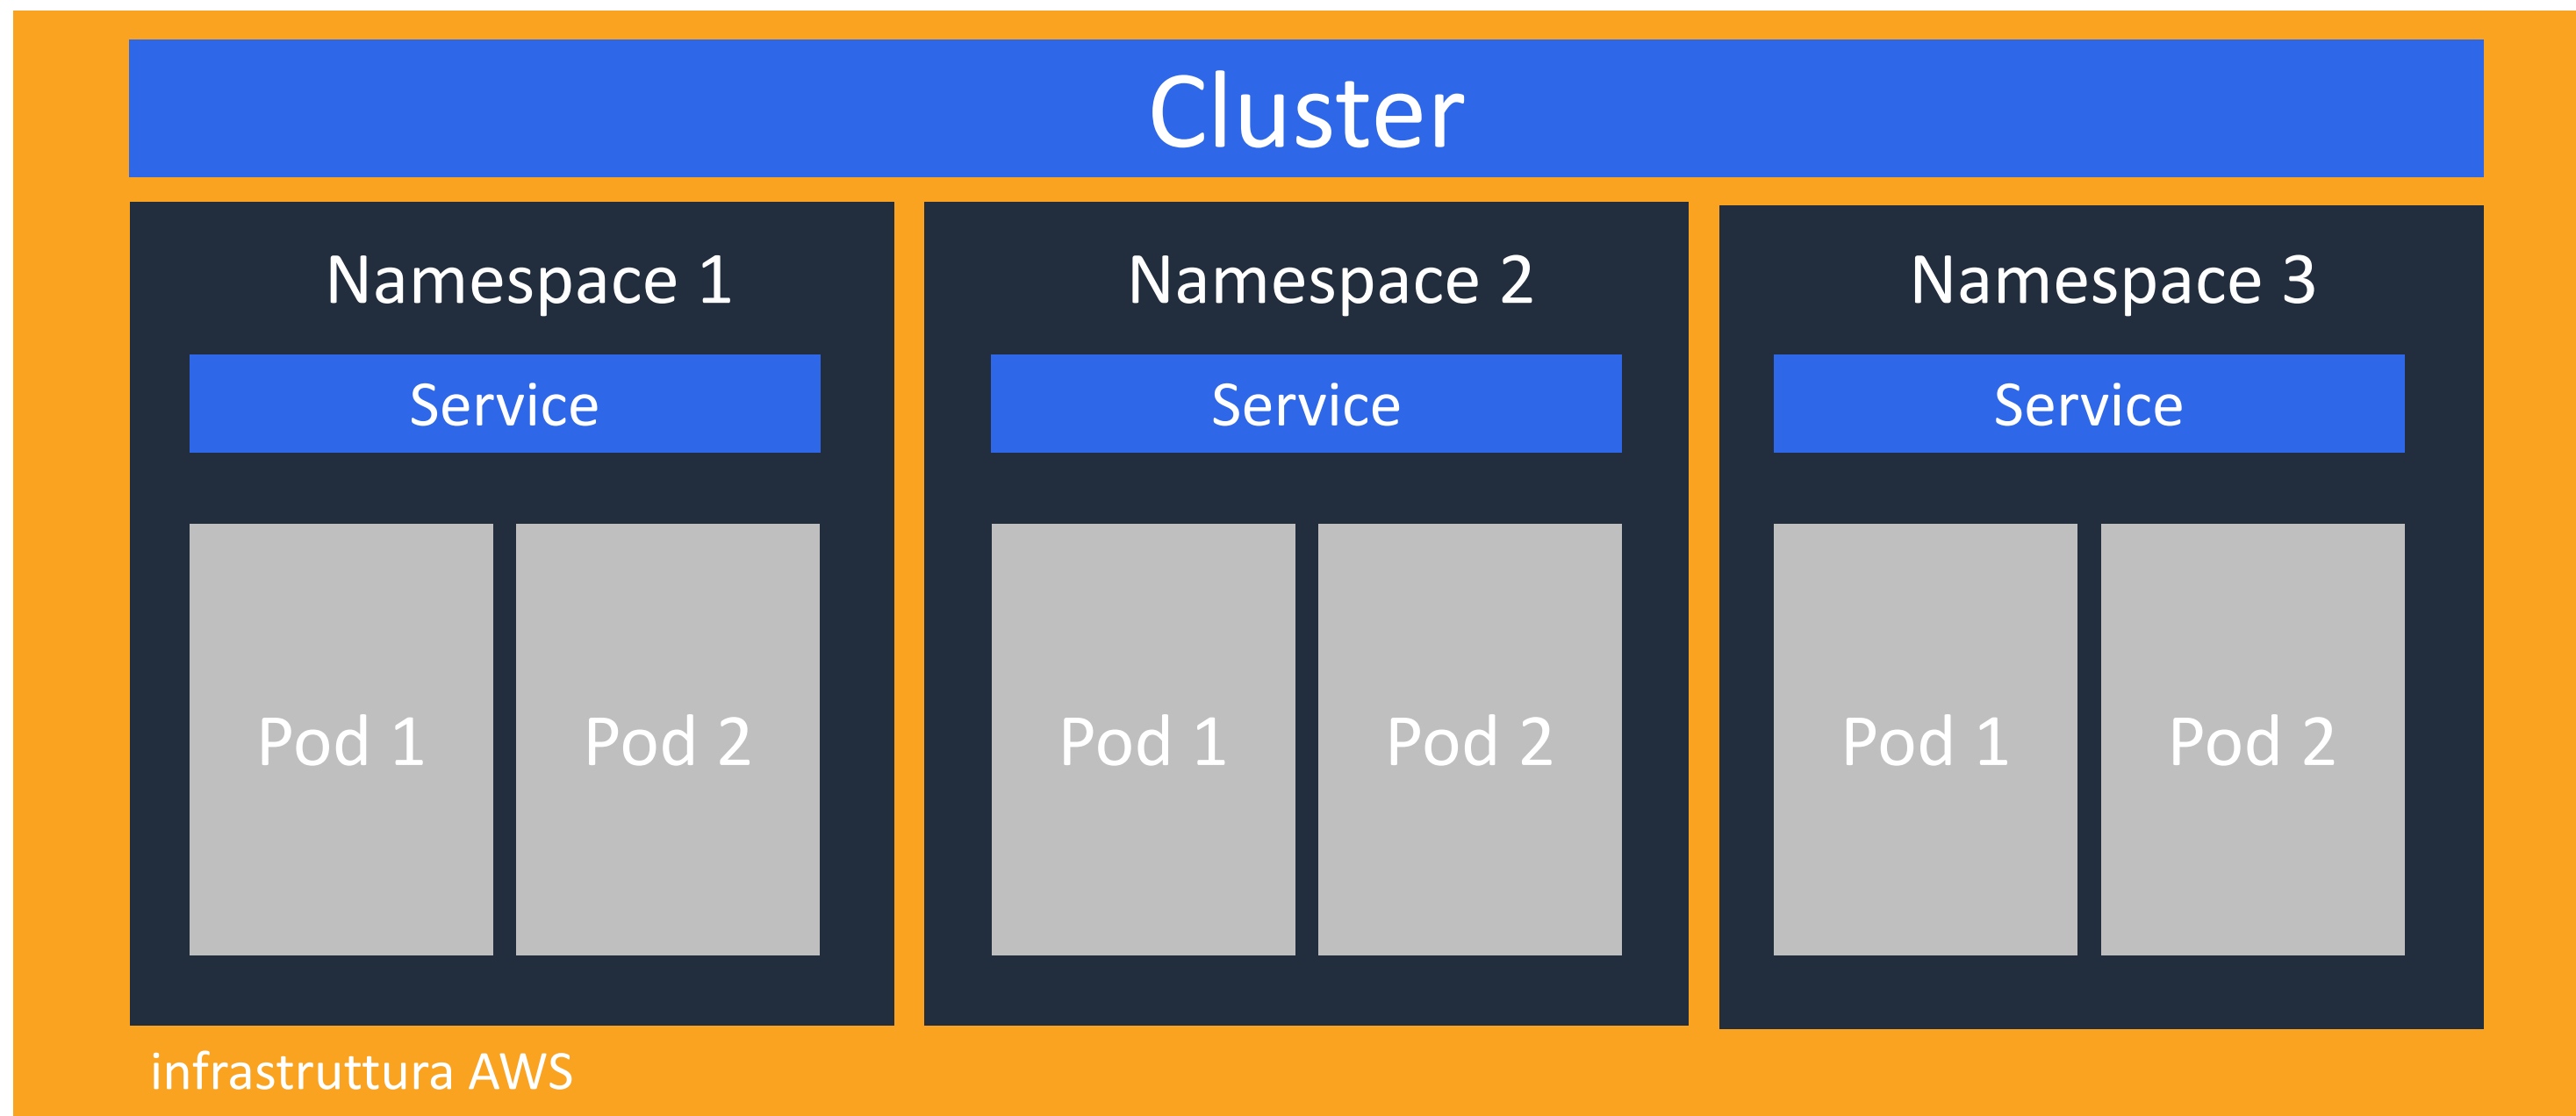 Cluster
Namespace 1
Namespace 2
Namespace 3
Service
Service
Service
Pod 1
Pod 2
Pod 1
Pod 2
Pod 1
Pod 2
infrastruttura AWS